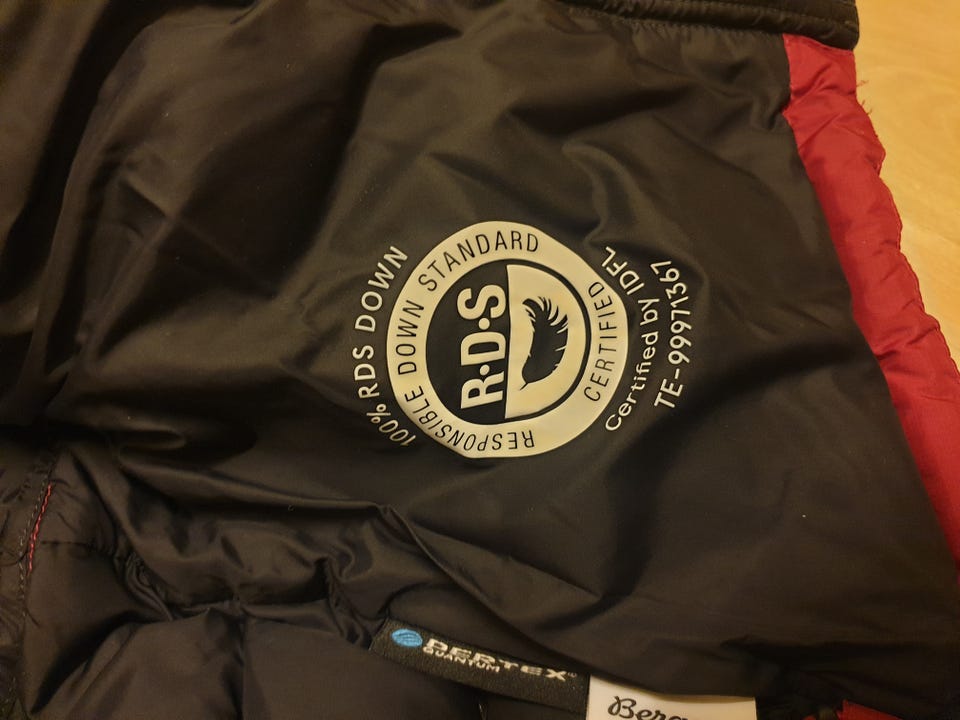 100% RDS DOWN
RESPONSIBLE DOWN STANDARD
R·D·S
CERTIFIED
Certified by IDFL
TE-99971367
PERTEX
QUANTUM